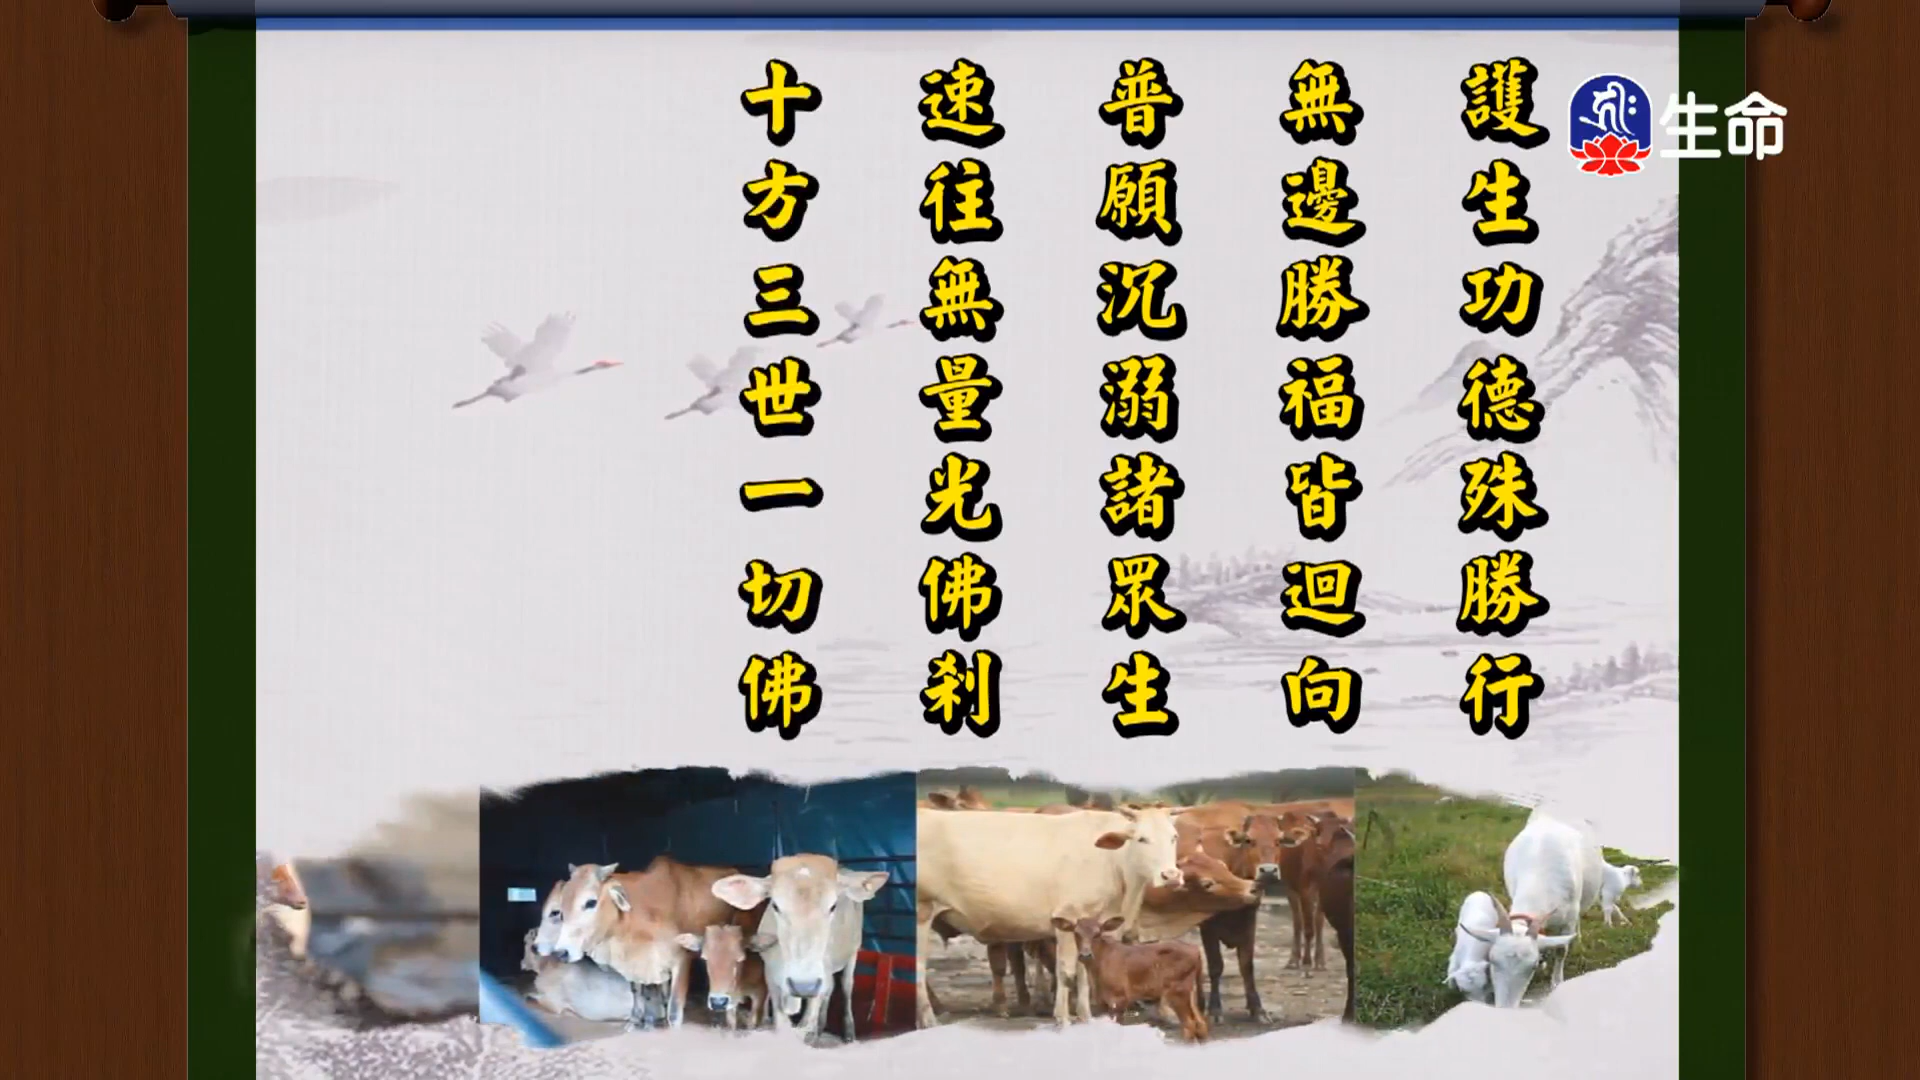 護生功德殊勝行
無邊勝福皆迴向
普願沉溺諸眾生
速往無量光佛剎
十方三世一切佛
生命